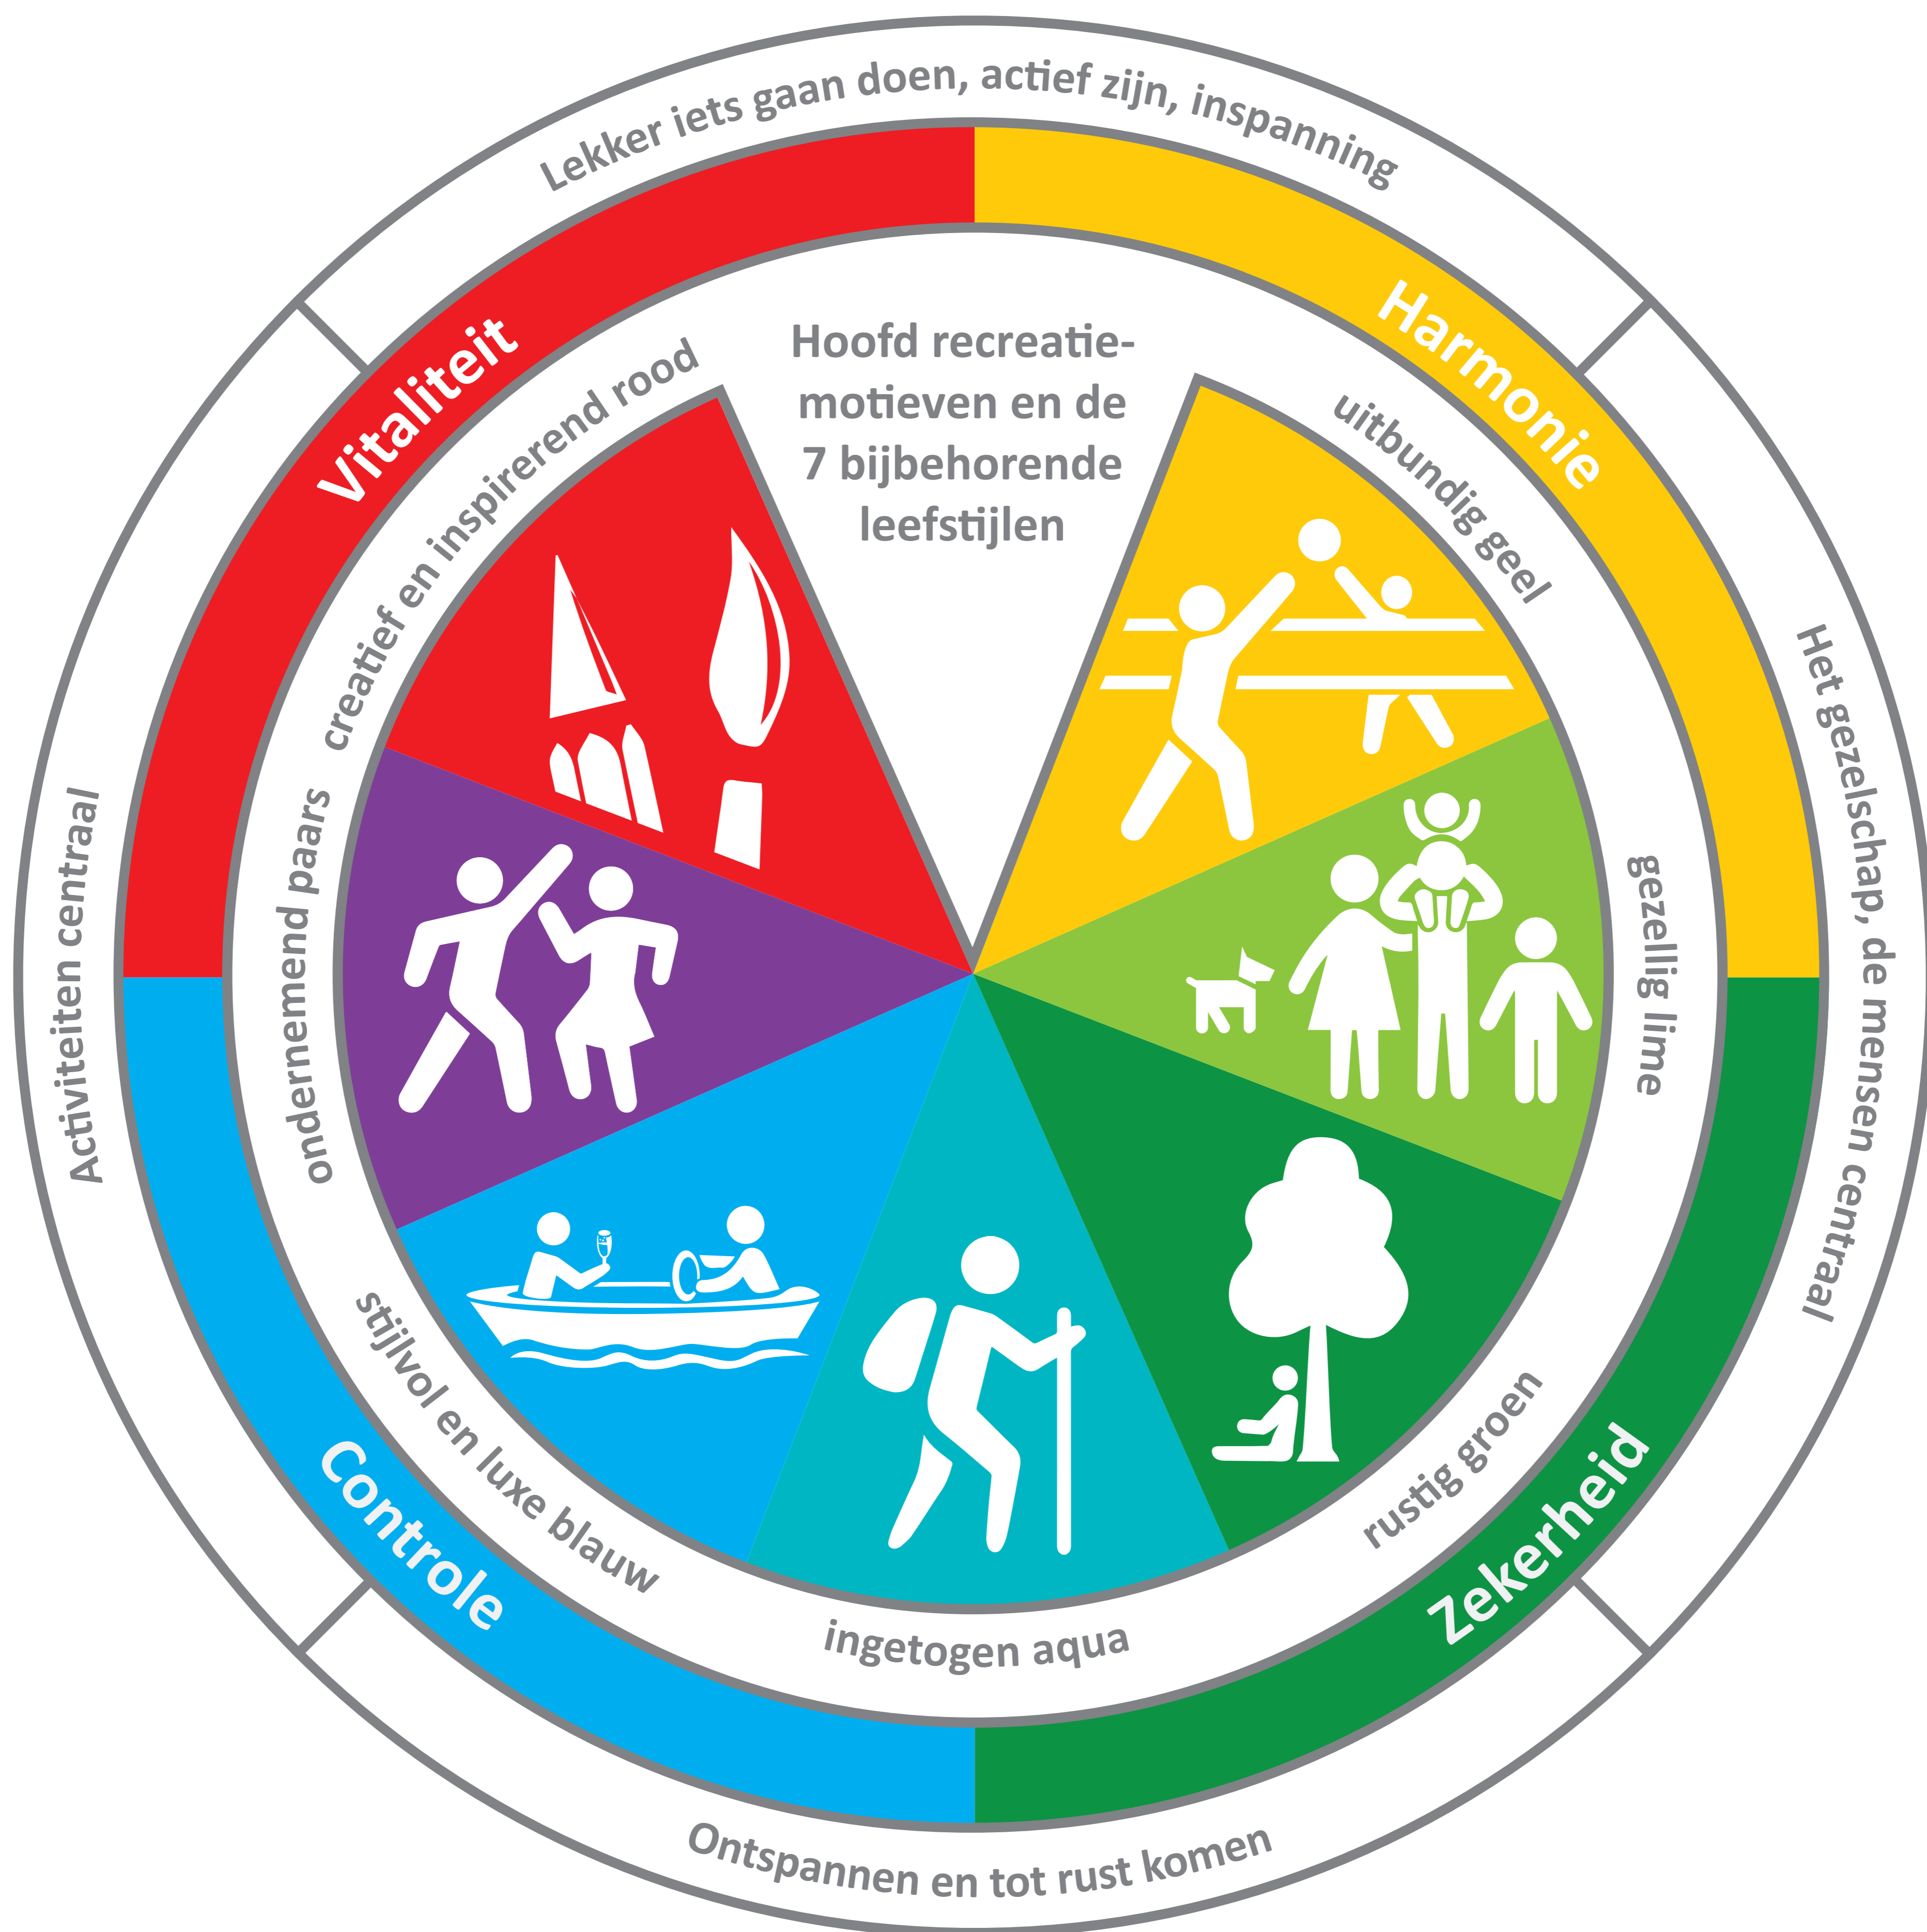 Lekker iets gaan doen, actief zijn, inspanning
Het gezelschap, de mensen centraal
Ontspannen en tot rust komen
Activiteiten centraal
Vitaliteit
Harmonie
Zekerheid
Controle
Hoofd recreatie-
motieven en de
7 bijbehorende
leefstijlen
uitbundig geel
gezellig lime
rustig groen
ingetogen aqua
stijlvol en luxe blauw
ondernemend paars
creatief en inspirerend rood